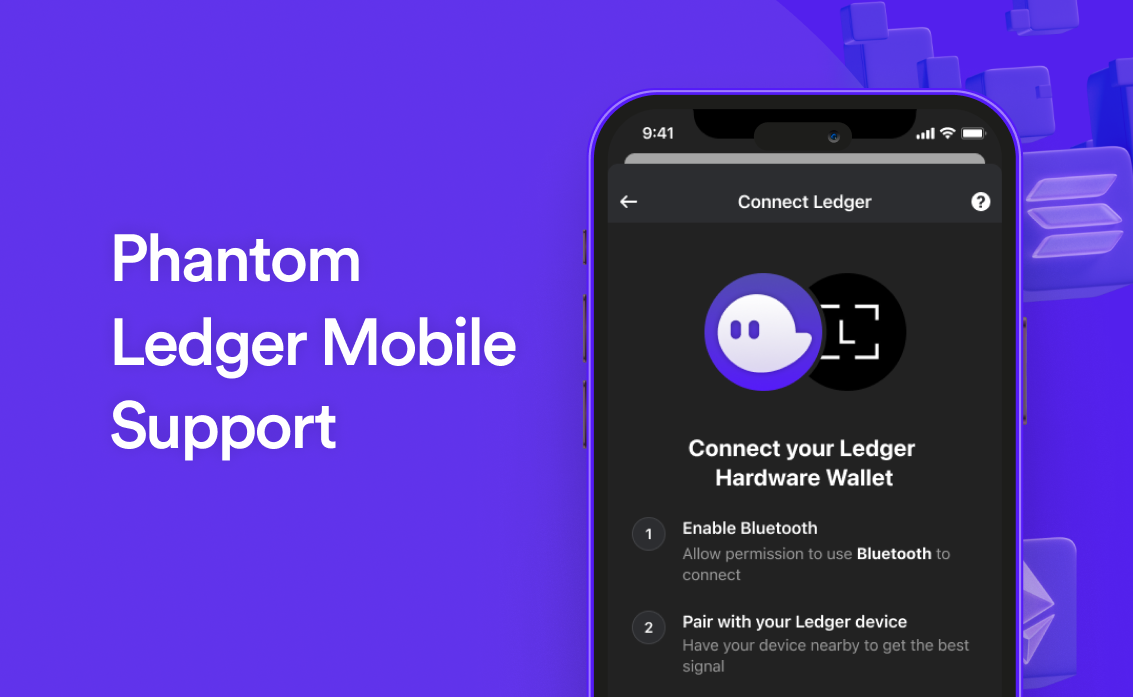 Phantom
Ledger Mobile
Support
9:41
Connect Ledger
?
L
Connect your Ledger
Hardware Wallet
1
Enable Bluetooth
Allow permission to use Bluetooth to
connect
2
Pair with your Ledger device
Have your device nearby to get the best
signal